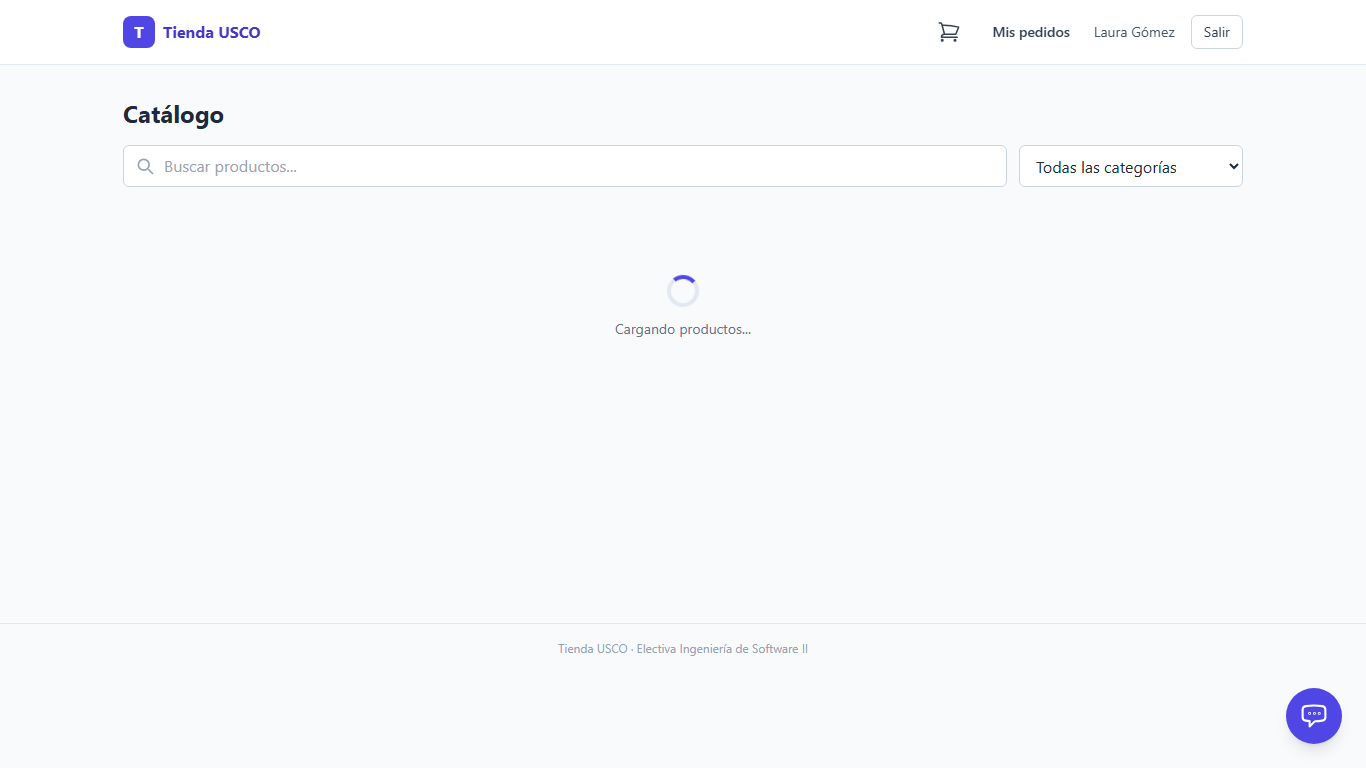 T Tienda USCO
Mis pedidos Laura Gómez Salir
Catálogo
Buscar productos...
Todas las categorías
Cargando productos...
Tienda USCO · Electiva Ingeniería de Software II